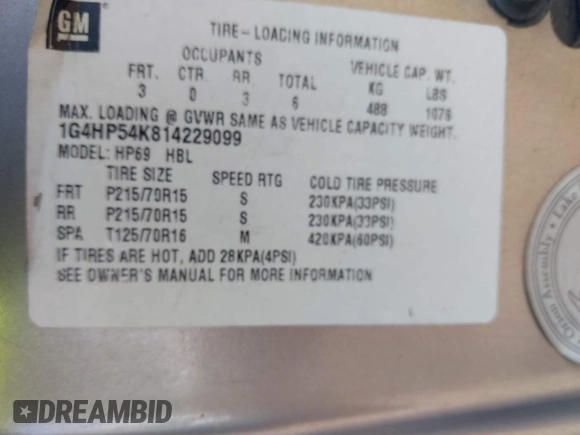 GM
TIRE-LOADING INFORMATION
OCCUPANTS VEHICLE CAP. WT.
FRT. CTR. RR. TOTAL KG LBS
3 0 3 6 488 1076
MAX. LOADING @ GVWR SAME AS VEHICLE CAPACITY WEIGHT.
1G4HP54K814229099
MODEL: HP69 HBL
TIRE SIZE SPEED RTG COLD TIRE PRESSURE
FRT P215/70R15 S 230KPA(33PSI)
RR P215/70R15 S 230KPA(33PSI)
SPA T125/70R16 M 420KPA(60PSI)
IF TIRES ARE HOT, ADD 28KPA(4PSI)
SEE OWNER'S MANUAL FOR MORE INFORMATION
Orion Assembly • Lake
DREAMBID